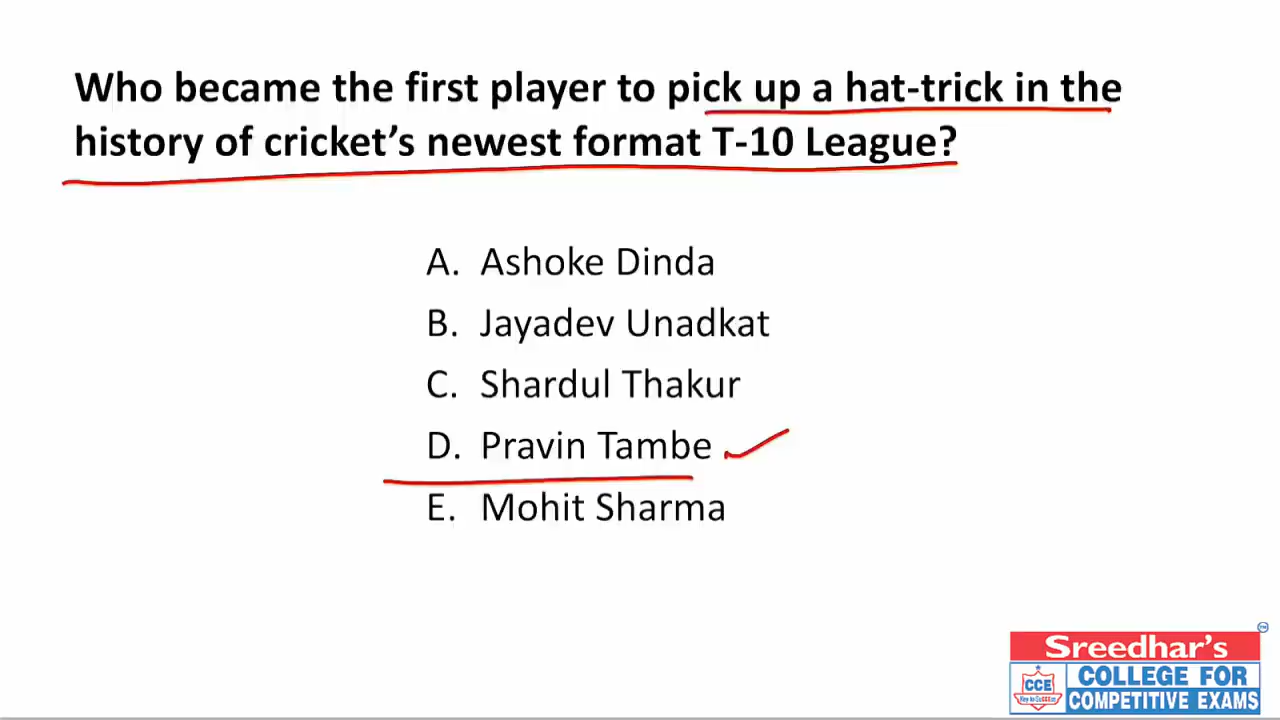 Who became the first player to pick up a hat-trick in the
history of cricket’s newest format T-10 League?
A. Ashoke Dinda
B. Jayadev Unadkat
C. Shardul Thakur
D. Pravin Tambe
E. Mohit Sharma
Sreedhar's
CCE
COLLEGE FOR
COMPETITIVE EXAMS